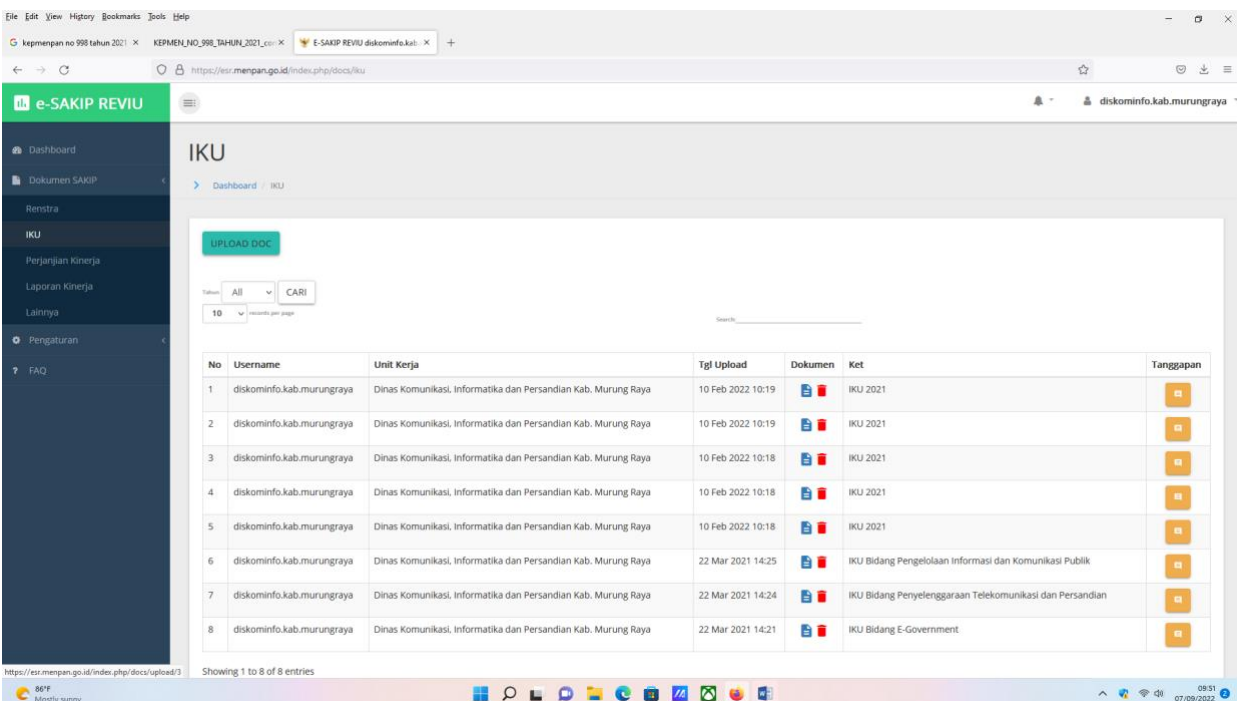 File Edit View History Bookmarks Tools Help
kepmenpan no 998 tahun 2021 × KEPMEN_NO_998_TAHUN_2021_con × E-SAKIP REVIU diskominfo.kab. × +
https://esr.menpan.go.id/index.php/docs/iku
e-SAKIP REVIU diskominfo.kab.murungraya
Dashboard
Dokumen SAKIP
Renstra
IKU
Perjanjian Kinerja
Laporan Kinerja
Lainnya
Pengaturan
FAQ
IKU
Dashboard / IKU
UPLOAD DOC
Tahun: All CARI
10 records per page
Search:
No Username Unit Kerja Tgl Upload Dokumen Ket Tanggapan
1 diskominfo.kab.murungraya Dinas Komunikasi, Informatika dan Persandian Kab. Murung Raya 10 Feb 2022 10:19 IKU 2021
2 diskominfo.kab.murungraya Dinas Komunikasi, Informatika dan Persandian Kab. Murung Raya 10 Feb 2022 10:19 IKU 2021
3 diskominfo.kab.murungraya Dinas Komunikasi, Informatika dan Persandian Kab. Murung Raya 10 Feb 2022 10:18 IKU 2021
4 diskominfo.kab.murungraya Dinas Komunikasi, Informatika dan Persandian Kab. Murung Raya 10 Feb 2022 10:18 IKU 2021
5 diskominfo.kab.murungraya Dinas Komunikasi, Informatika dan Persandian Kab. Murung Raya 10 Feb 2022 10:18 IKU 2021
6 diskominfo.kab.murungraya Dinas Komunikasi, Informatika dan Persandian Kab. Murung Raya 22 Mar 2021 14:25 IKU Bidang Pengelolaan Informasi dan Komunikasi Publik
7 diskominfo.kab.murungraya Dinas Komunikasi, Informatika dan Persandian Kab. Murung Raya 22 Mar 2021 14:24 IKU Bidang Penyelenggaraan Telekomunikasi dan Persandian
8 diskominfo.kab.murungraya Dinas Komunikasi, Informatika dan Persandian Kab. Murung Raya 22 Mar 2021 14:21 IKU Bidang E-Government
Showing 1 to 8 of 8 entries
https://esr.menpan.go.id/index.php/docs/upload/3
86°F
Mostly sunny
09:51
07/09/2022 2